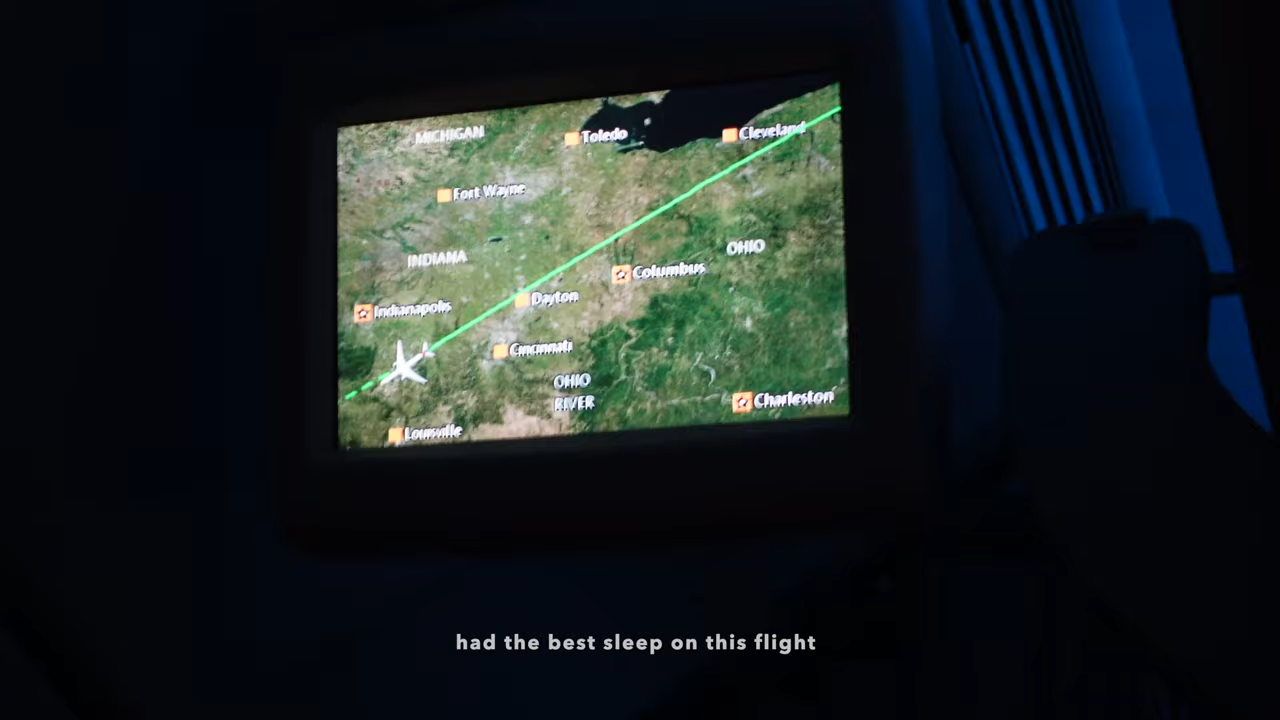 MICHIGAN
Toledo
Cleveland
Fort Wayne
INDIANA
OHIO
Columbus
Indianapolis
Dayton
Cincinnati
OHIO
RIVER
Charleston
Louisville
had the best sleep on this flight